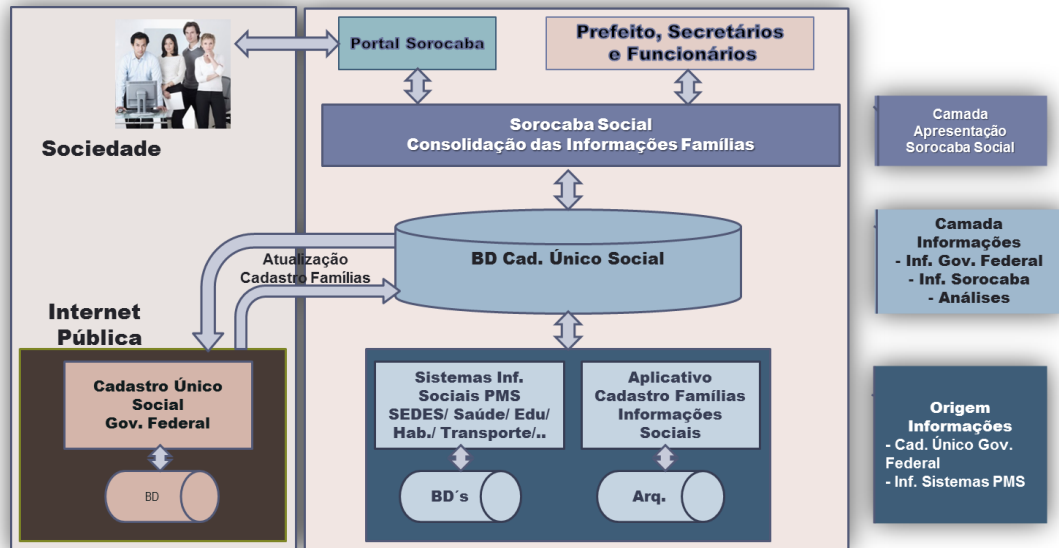 Portal Sorocaba
Prefeito, Secretários
e Funcionários
Sociedade
Sorocaba Social
Consolidação das Informações Famílias
Camada
Apresentação
Sorocaba Social
BD Cad. Único Social
Atualização
Cadastro Famílias
Camada
Informações
- Inf. Gov. Federal
- Inf. Sorocaba
- Análises
Internet
Pública
Cadastro Único
Social
Gov. Federal
BD
Sistemas Inf.
Sociais PMS
SEDES/ Saúde/ Edu/
Hab./ Transporte/..
BD´s
Aplicativo
Cadastro Famílias
Informações
Sociais
Arq.
Origem
Informações
- Cad. Único Gov.
Federal
- Inf. Sistemas PMS